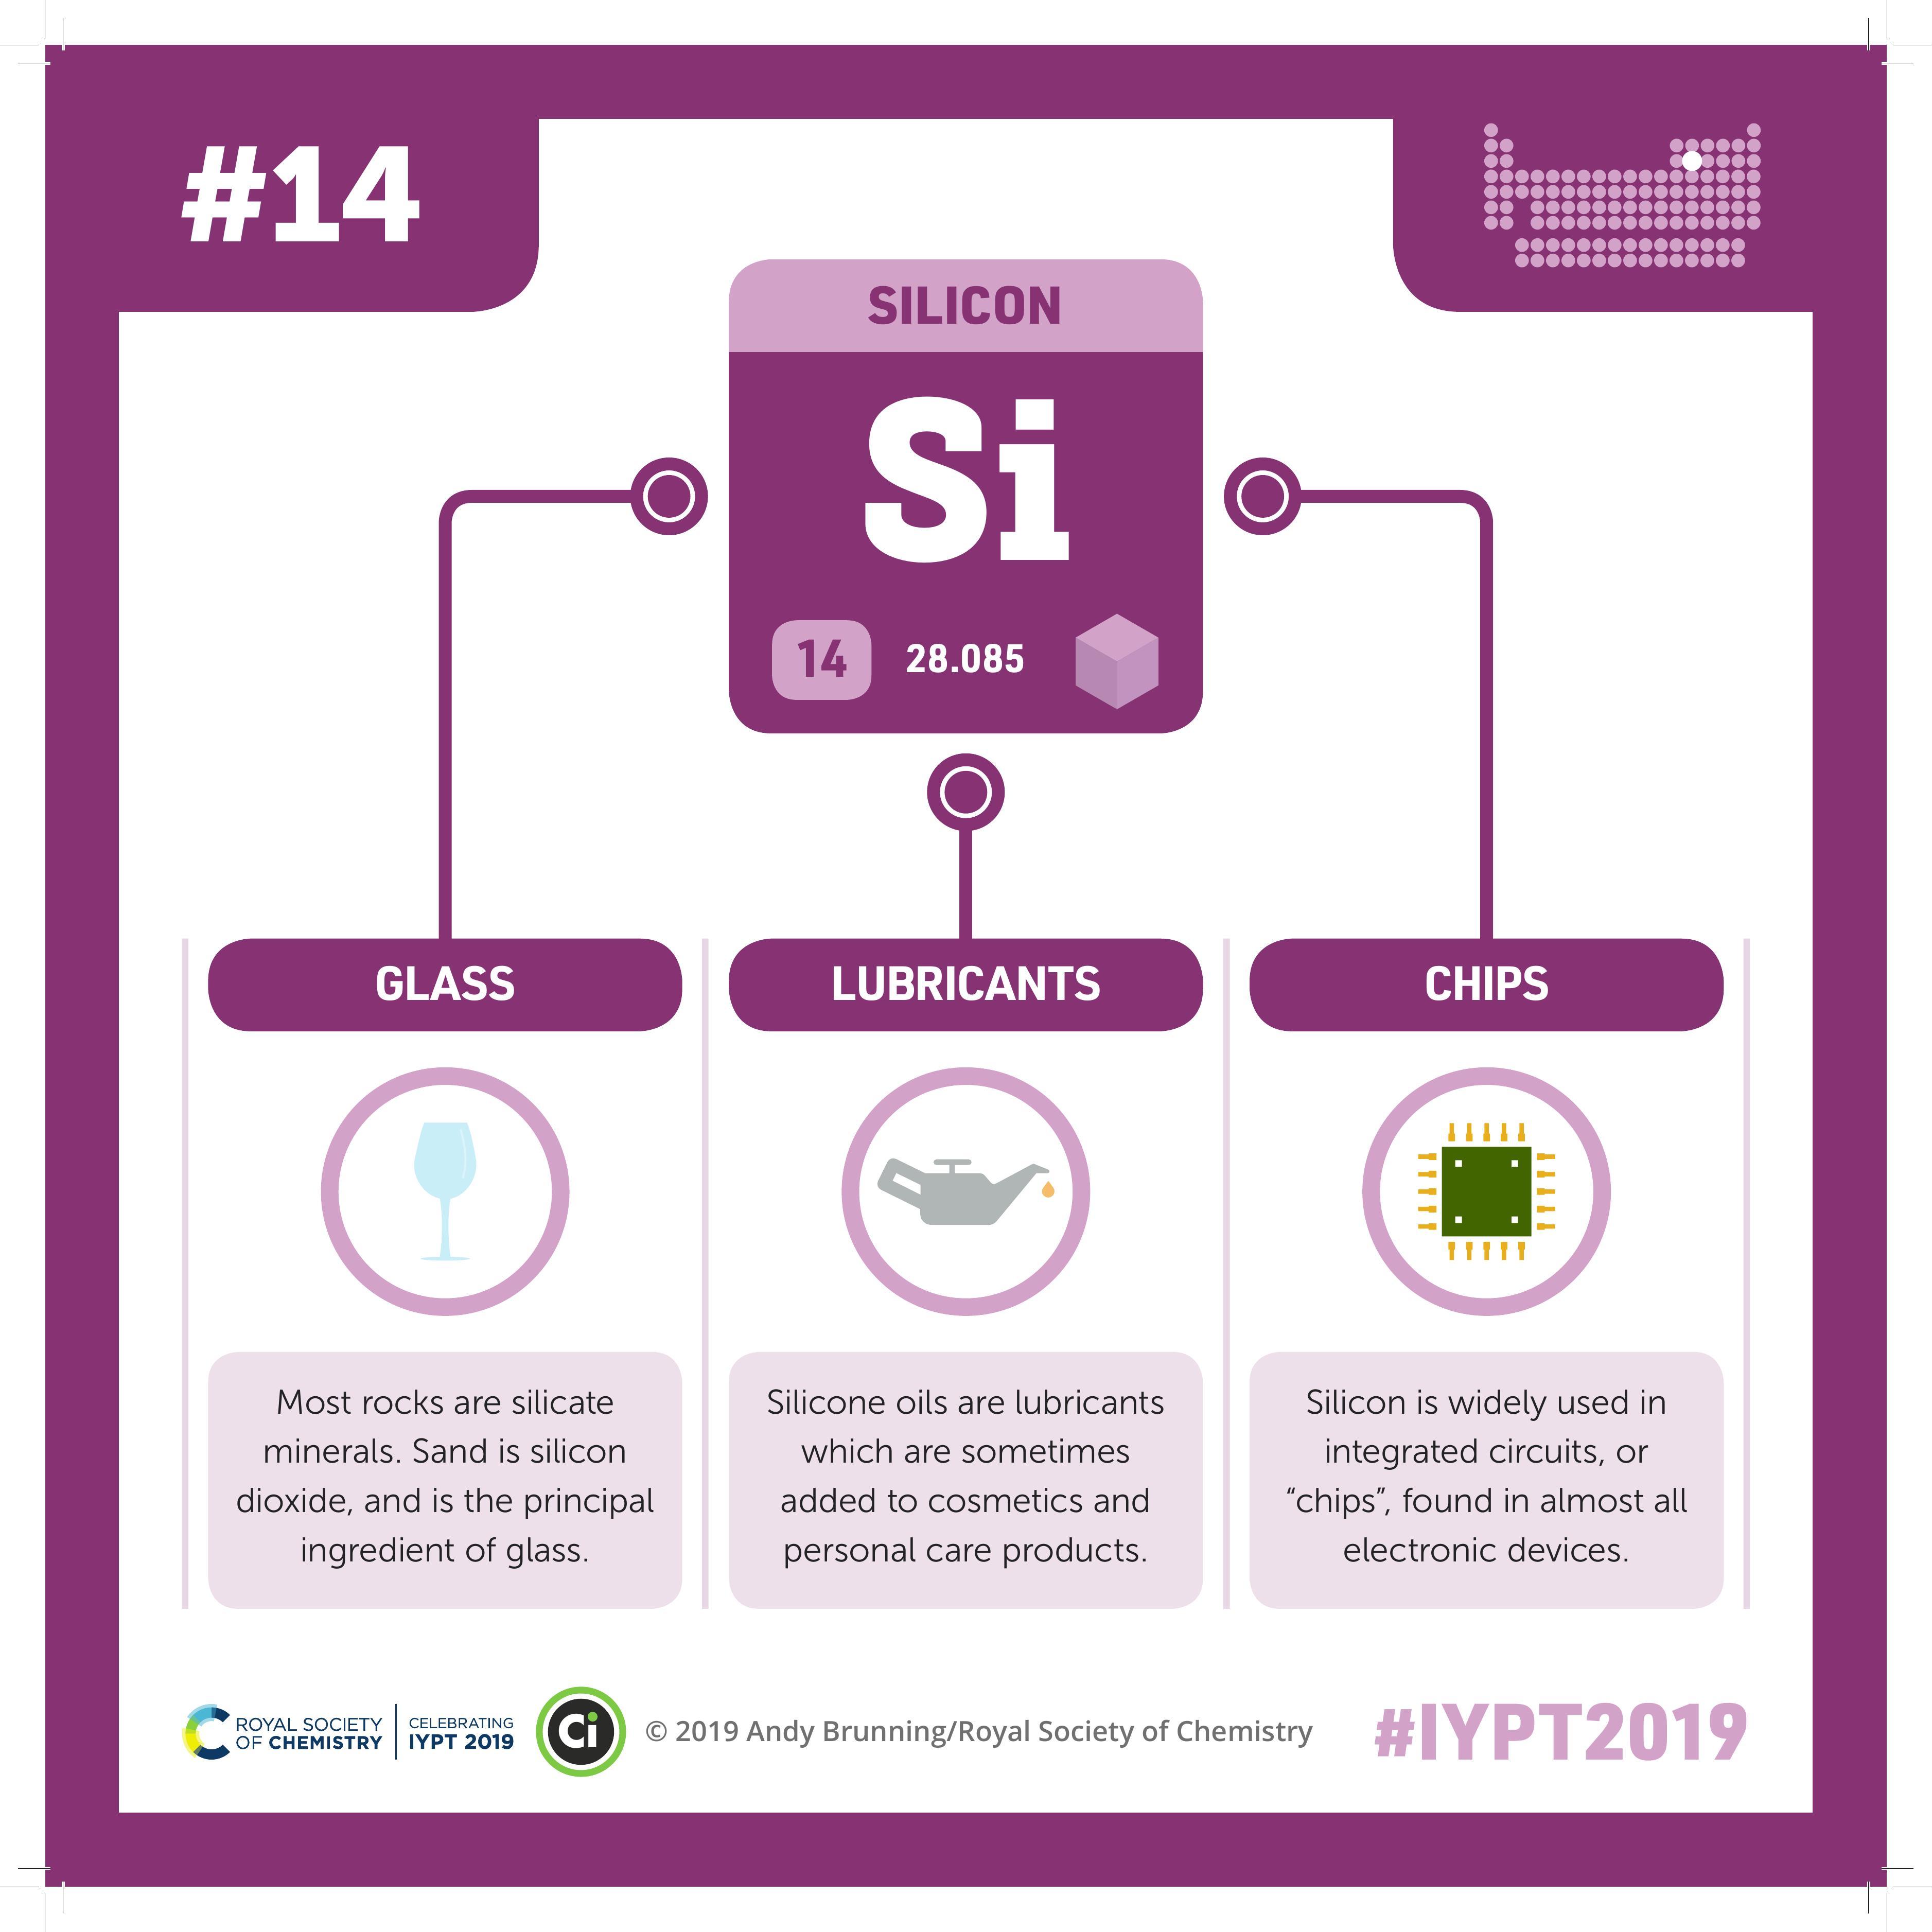 #14
SILICON
Si
14
28.085
GLASS
LUBRICANTS
CHIPS
Most rocks are silicate
minerals. Sand is silicon
dioxide, and is the principal
ingredient of glass.
Silicone oils are lubricants
which are sometimes
added to cosmetics and
personal care products.
Silicon is widely used in
integrated circuits, or
“chips”, found in almost all
electronic devices.
ROYAL SOCIETY
OF CHEMISTRY
CELEBRATING
IYPT 2019
Ci
© 2019 Andy Brunning/Royal Society of Chemistry
#IYPT2019